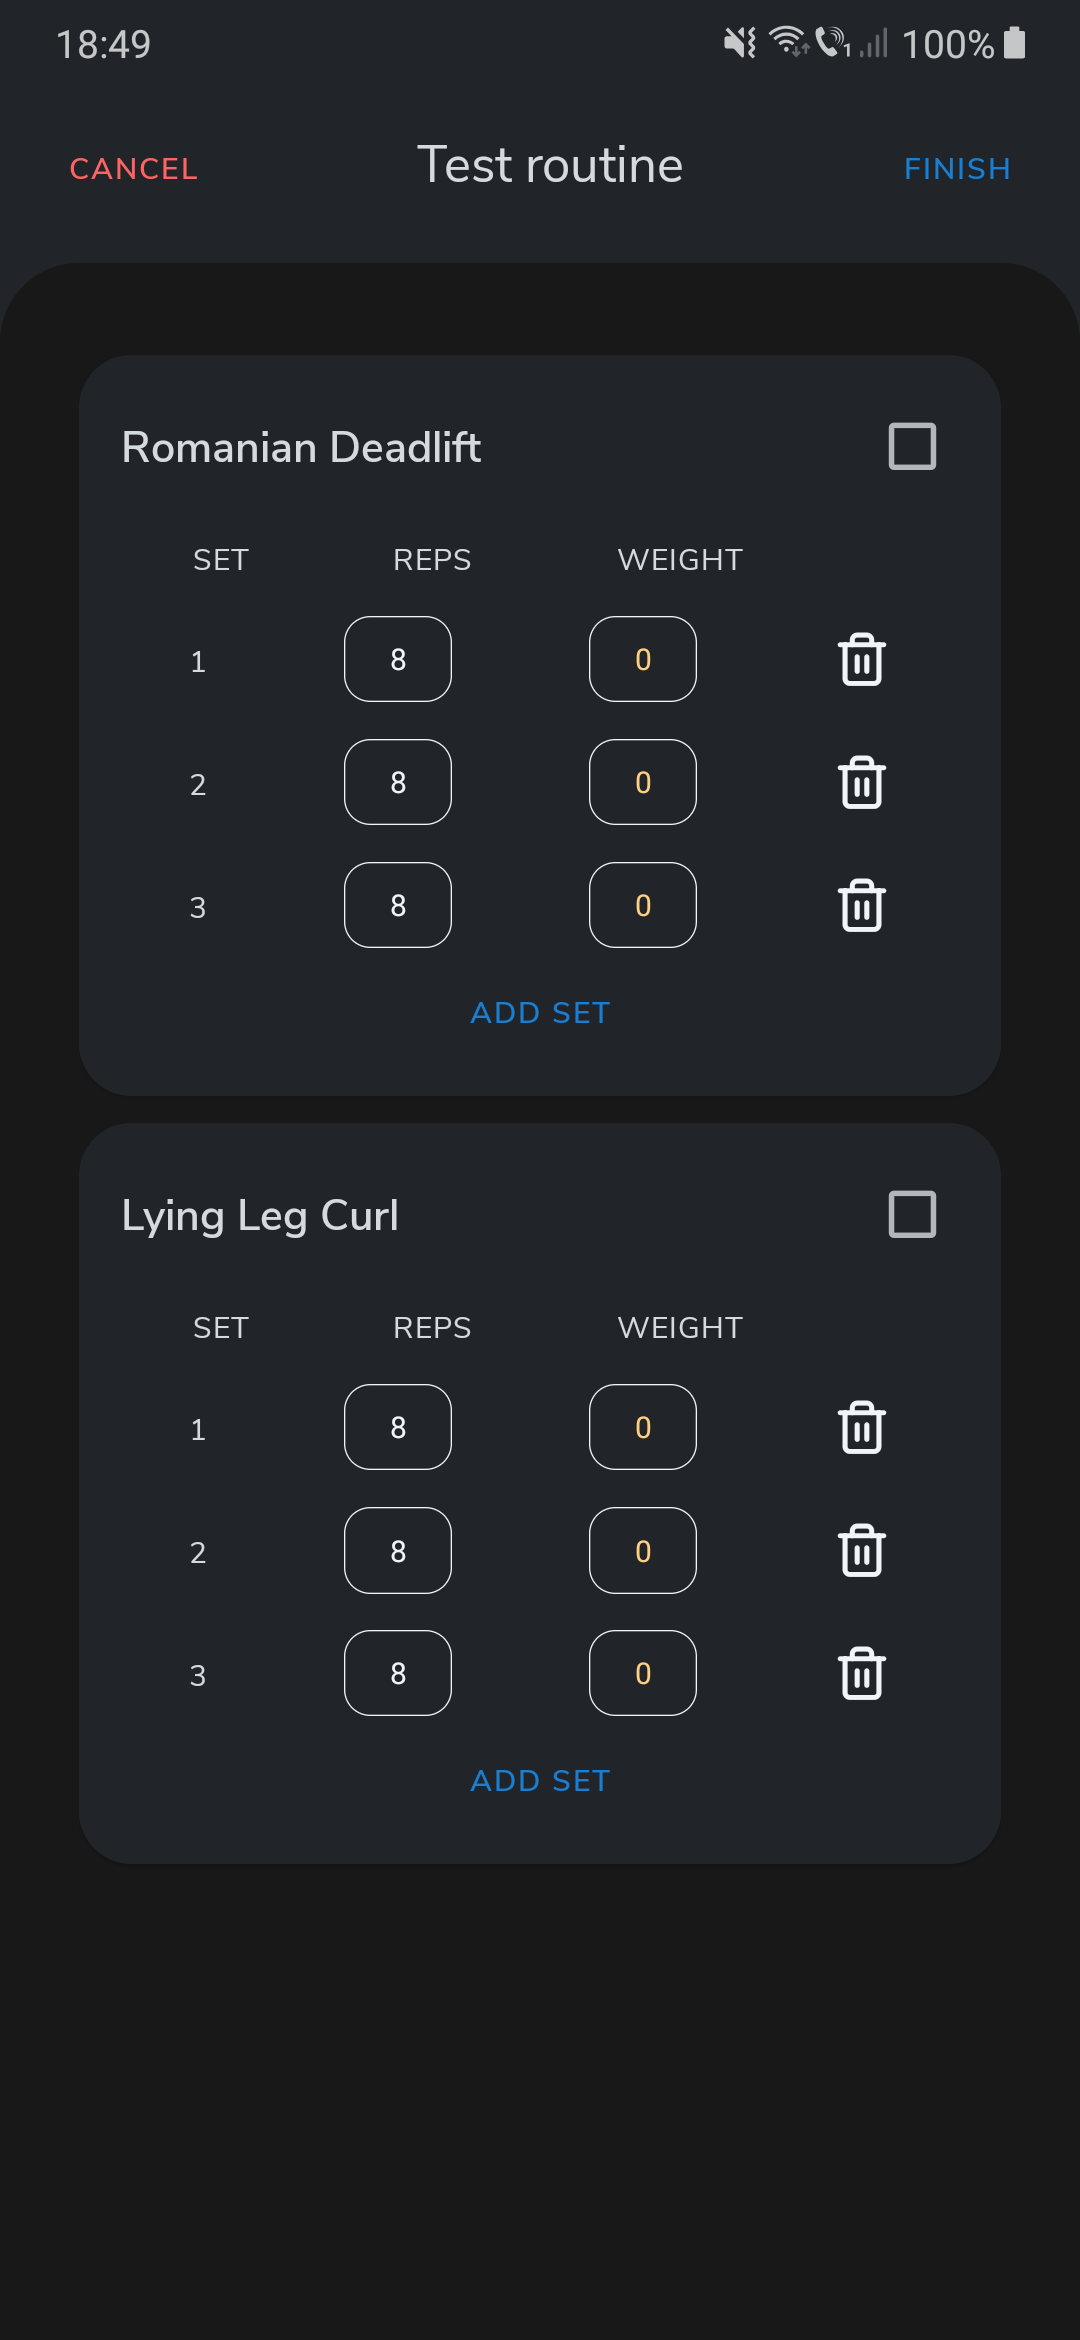 18:49 1 100%
CANCEL Test routine FINISH
Romanian Deadlift
SET REPS WEIGHT
1 8 0
2 8 0
3 8 0
ADD SET
Lying Leg Curl
SET REPS WEIGHT
1 8 0
2 8 0
3 8 0
ADD SET